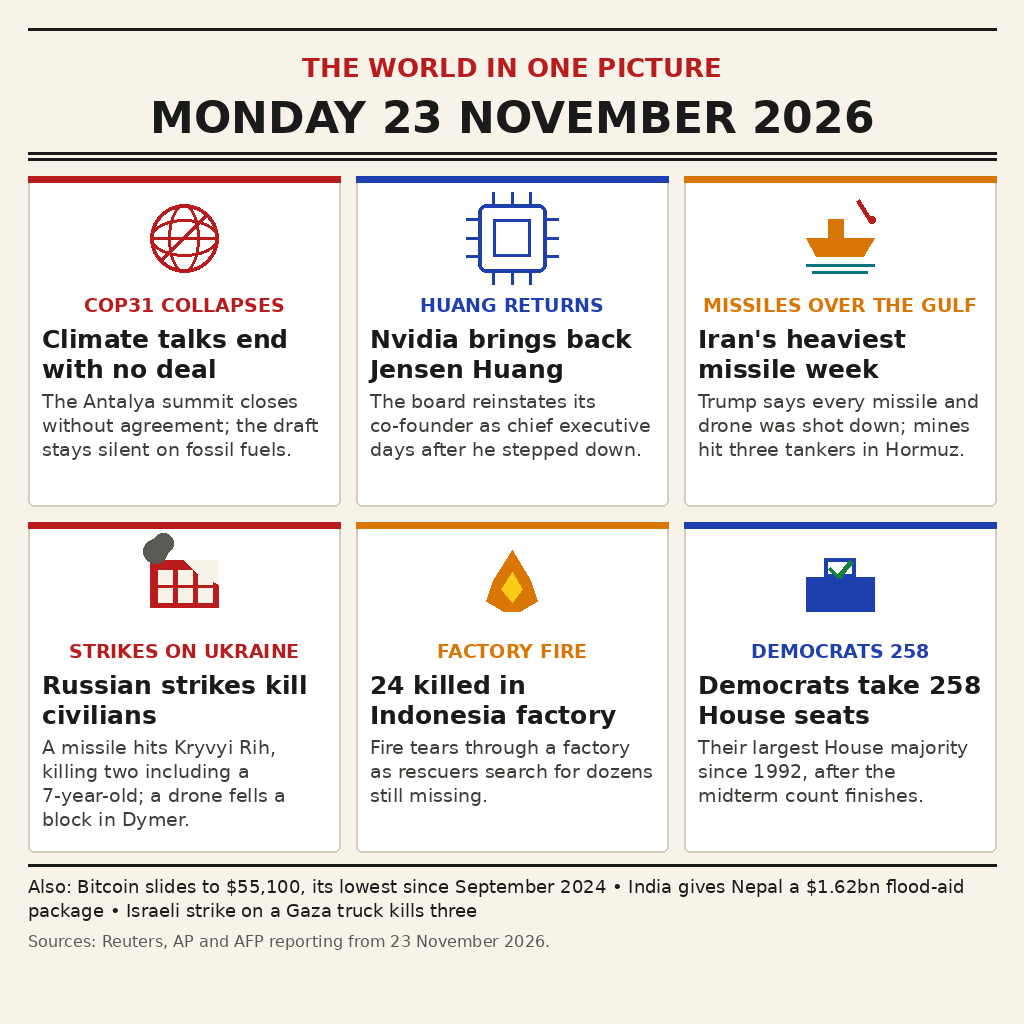 THE WORLD IN ONE PICTURE
MONDAY 23 NOVEMBER 2026
COP31 COLLAPSES
Climate talks end
with no deal
The Antalya summit closes
without agreement; the draft
stays silent on fossil fuels.
HUANG RETURNS
Nvidia brings back
Jensen Huang
The board reinstates its
co-founder as chief executive
days after he stepped down.
MISSILES OVER THE GULF
Iran's heaviest
missile week
Trump says every missile and
drone was shot down; mines
hit three tankers in Hormuz.
STRIKES ON UKRAINE
Russian strikes kill
civilians
A missile hits Kryvyi Rih,
killing two including a
7-year-old; a drone fells a
block in Dymer.
FACTORY FIRE
24 killed in
Indonesia factory
Fire tears through a factory
as rescuers search for dozens
still missing.
DEMOCRATS 258
Democrats take 258
House seats
Their largest House majority
since 1992, after the
midterm count finishes.
Also: Bitcoin slides to $55,100, its lowest since September 2024 • India gives Nepal a $1.62bn flood-aid
package • Israeli strike on a Gaza truck kills three
Sources: Reuters, AP and AFP reporting from 23 November 2026.